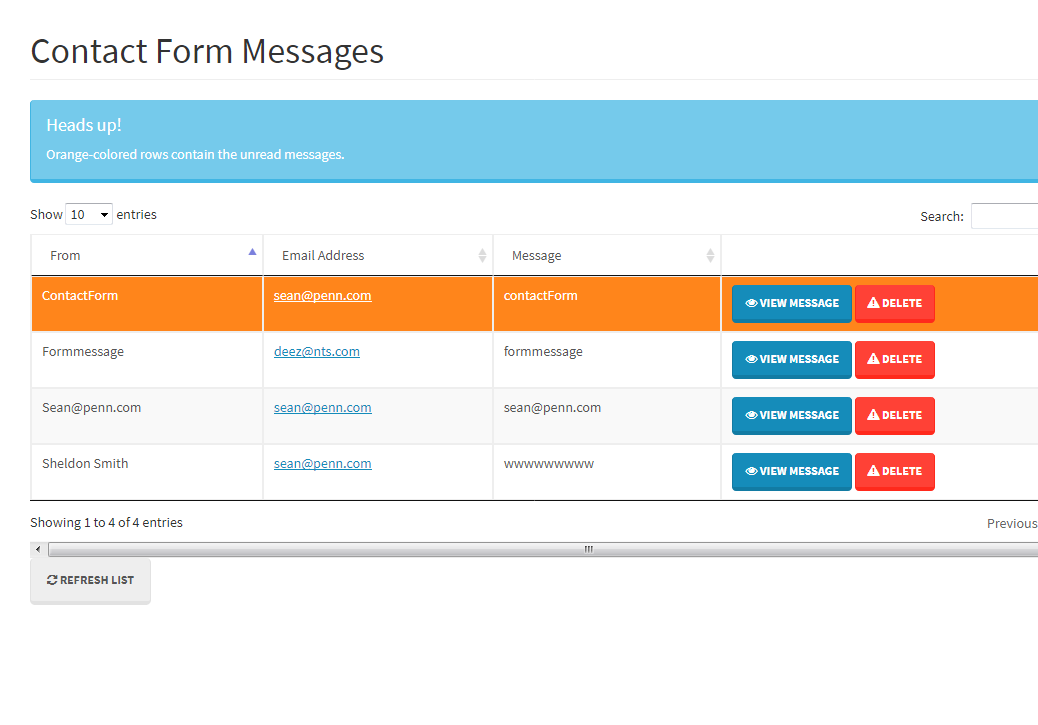 Contact Form Messages
Heads up!
Orange-colored rows contain the unread messages.
Show 10 entries
Search:
From Email Address Message
ContactForm sean@penn.com contactForm VIEW MESSAGE DELETE
Formmessage deez@nts.com formmessage VIEW MESSAGE DELETE
Sean@penn.com sean@penn.com sean@penn.com VIEW MESSAGE DELETE
Sheldon Smith sean@penn.com wwwwwwwww VIEW MESSAGE DELETE
Showing 1 to 4 of 4 entries
Previous
REFRESH LIST